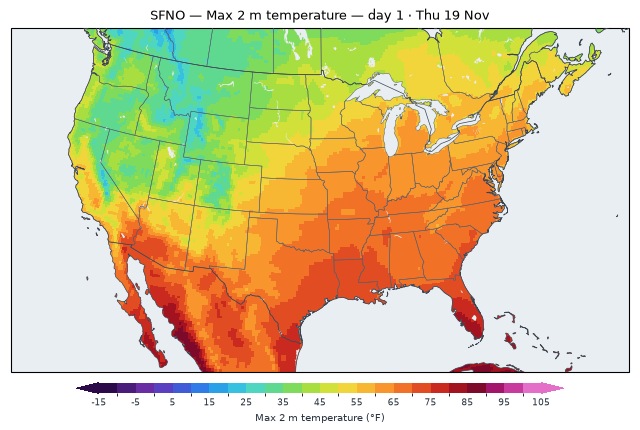 SFNO — Max 2 m temperature — day 1 · Thu 19 Nov
-15 -5 5 15 25 35 45 55 65 75 85 95 105
Max 2 m temperature (°F)